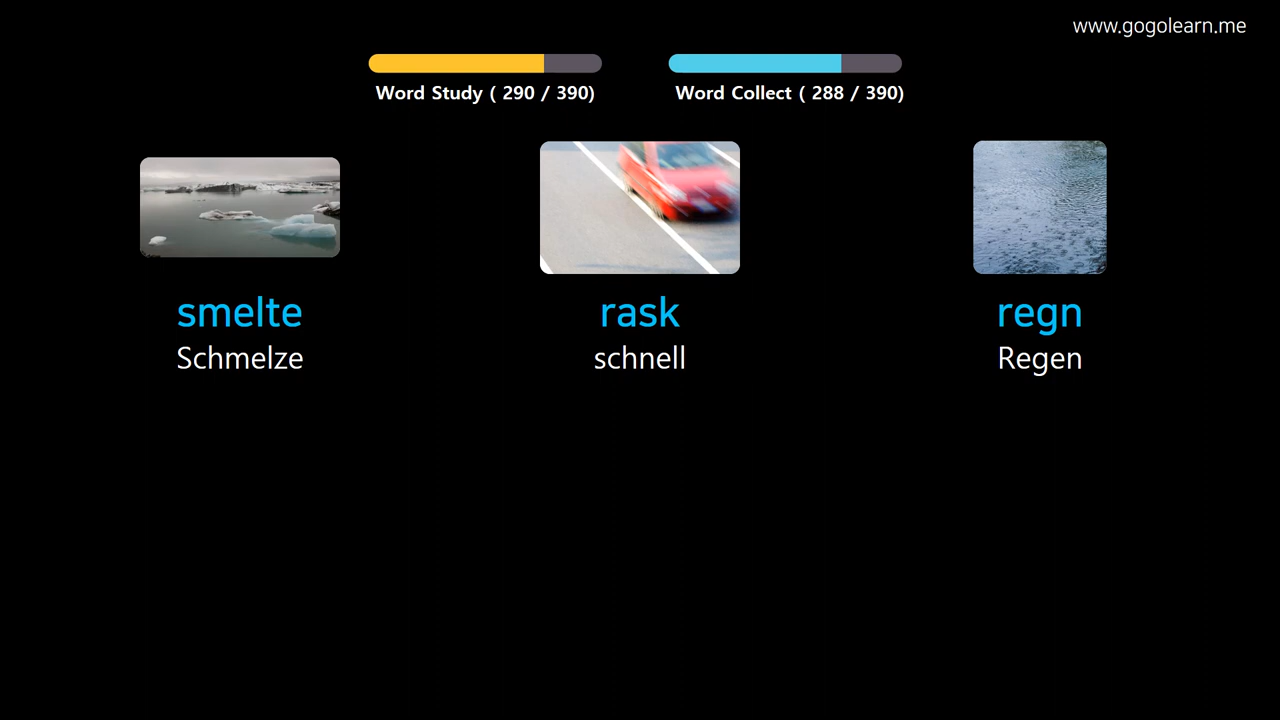 www.gogolearn.me
Word Study ( 290 / 390)
Word Collect ( 288 / 390)
smelte
rask
regn
Schmelze
schnell
Regen